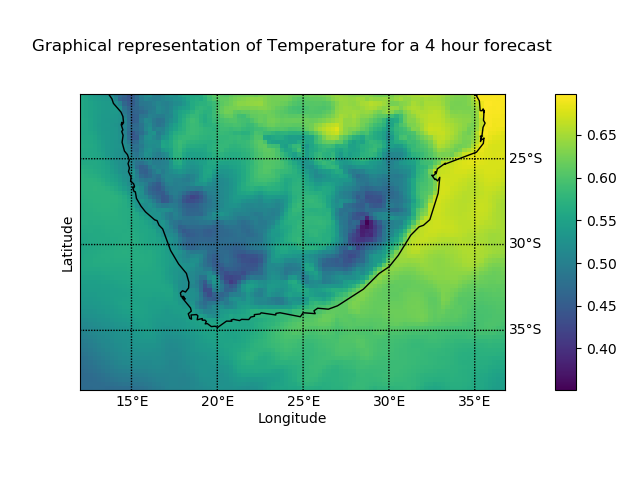 Graphical representation of Temperature for a 4 hour forecast
25°S
30°S
35°S
Latitude
15°E
20°E
25°E
30°E
35°E
Longitude
0.65
0.60
0.55
0.50
0.45
0.40